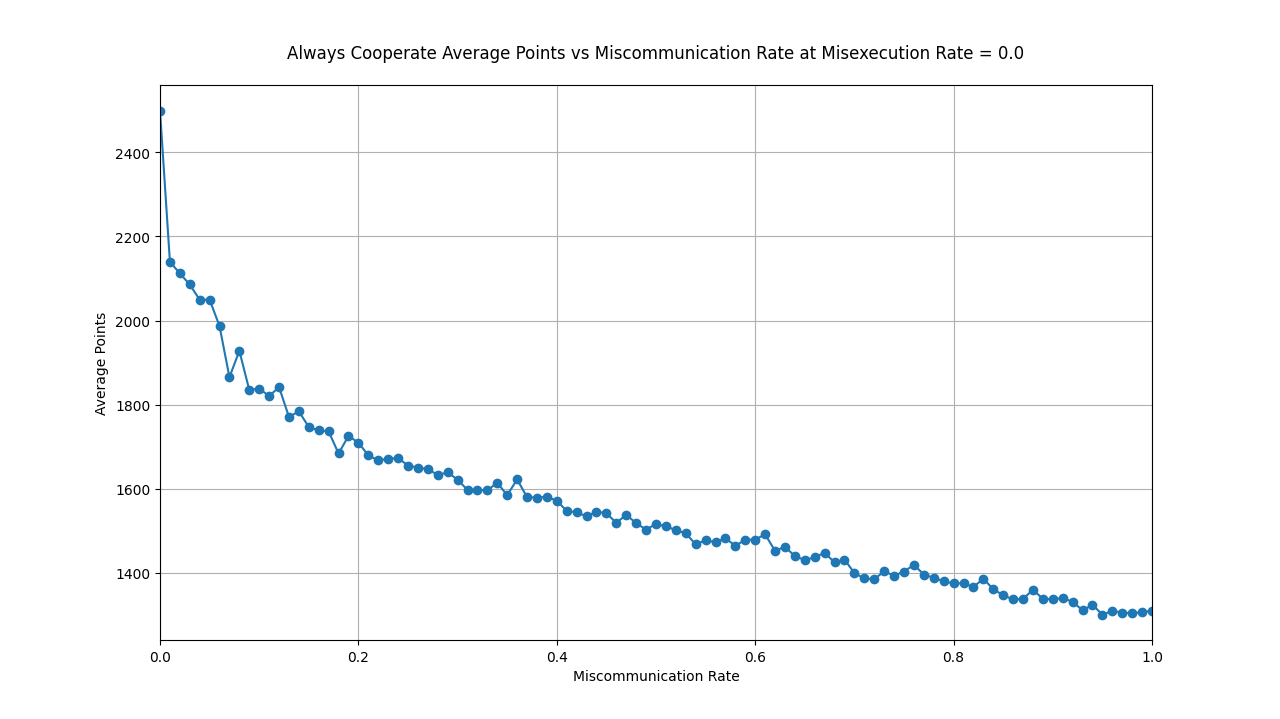 Always Cooperate Average Points vs Miscommunication Rate at Misexecution Rate = 0.0
2400
2200
2000
1800
1600
1400
Average Points
0.0 0.2 0.4 0.6 0.8 1.0
Miscommunication Rate